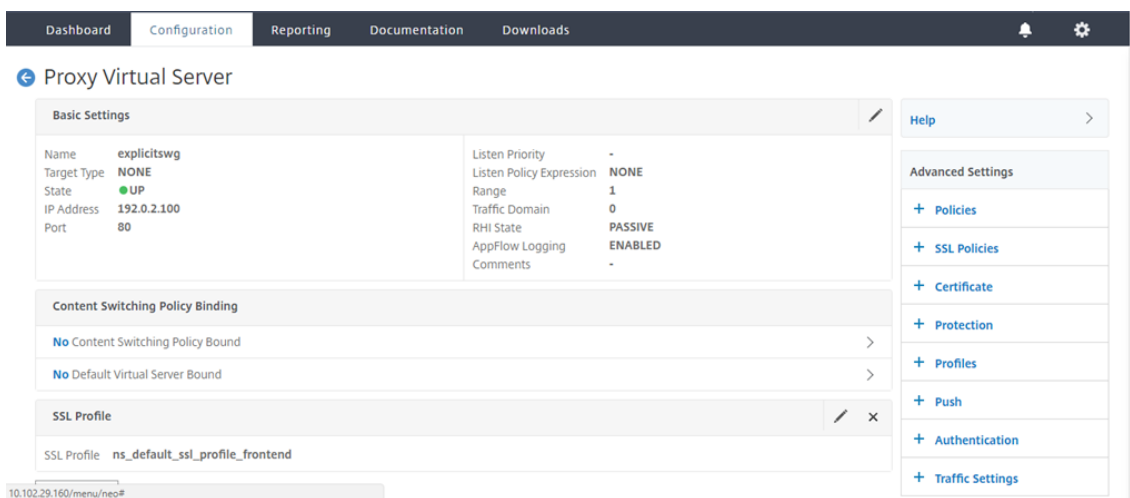 Dashboard Configuration Reporting Documentation Downloads
Proxy Virtual Server
Basic Settings
Name explicitswg
Target Type NONE
State UP
IP Address 192.0.2.100
Port 80
Listen Priority -
Listen Policy Expression NONE
Range 1
Traffic Domain 0
RHI State PASSIVE
AppFlow Logging ENABLED
Comments -
Content Switching Policy Binding
No Content Switching Policy Bound
No Default Virtual Server Bound
SSL Profile
SSL Profile ns_default_ssl_profile_frontend
Help
Advanced Settings
+ Policies
+ SSL Policies
+ Certificate
+ Protection
+ Profiles
+ Push
+ Authentication
+ Traffic Settings
10.102.29.160/menu/neo#